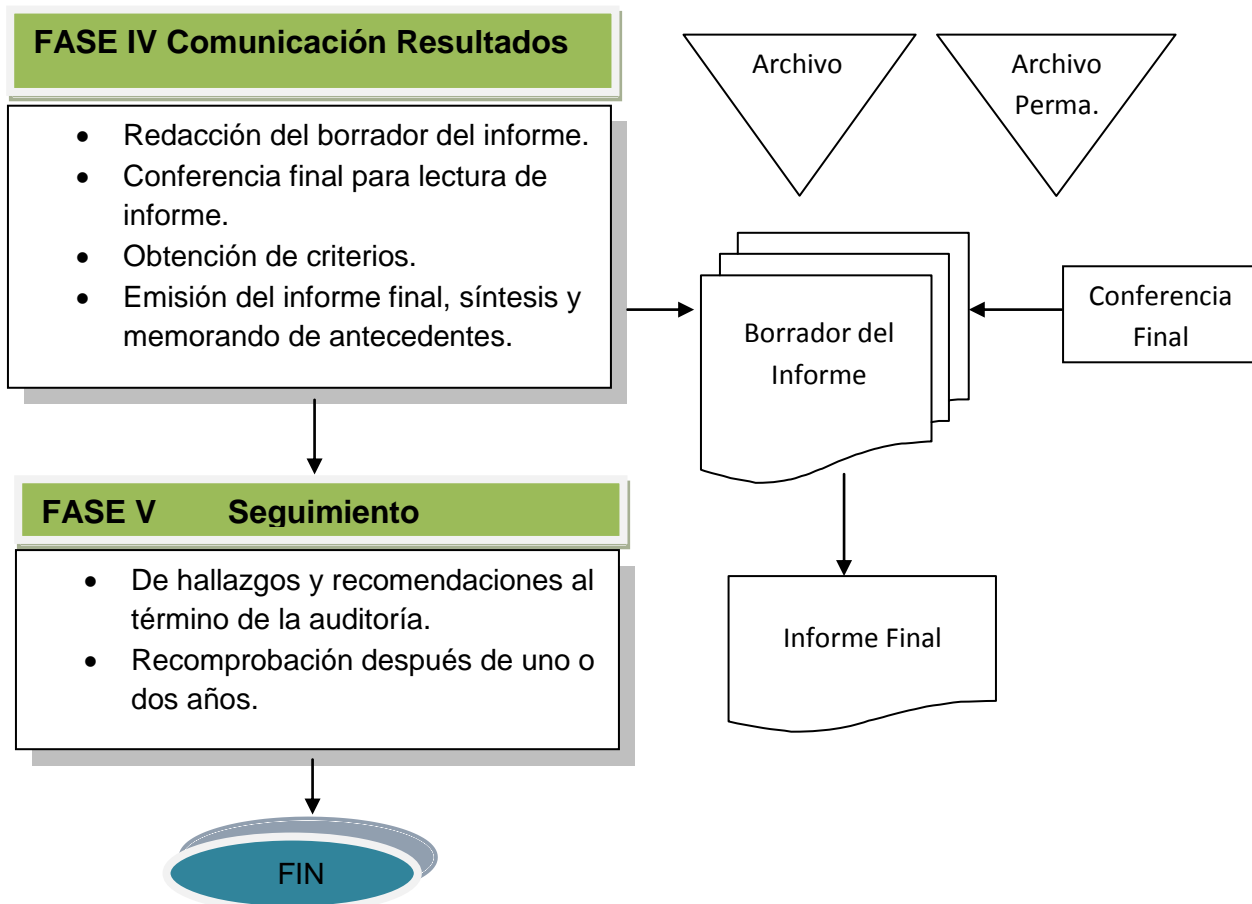 FASE IV Comunicación Resultados
• Redacción del borrador del informe.
• Conferencia final para lectura de
informe.
• Obtención de criterios.
• Emisión del informe final, síntesis y
memorando de antecedentes.
Archivo
Archivo
Perma.
Borrador del
Informe
Conferencia
Final
FASE V Seguimiento
• De hallazgos y recomendaciones al
término de la auditoría.
• Recomprobación después de uno o
dos años.
Informe Final
FIN